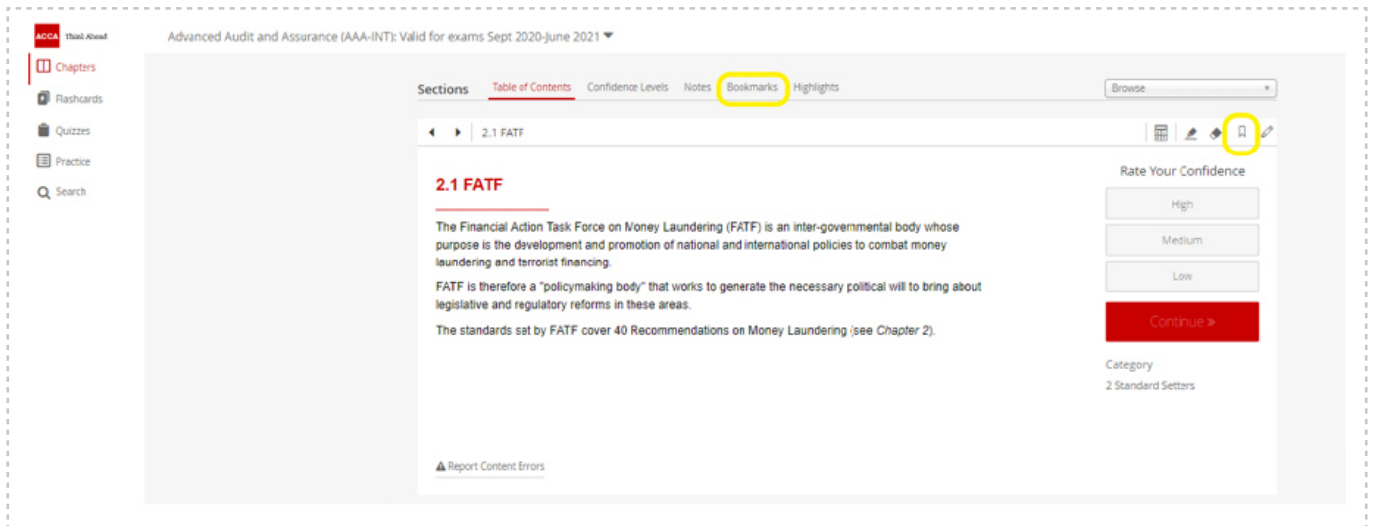 ACCA Think Ahead
Advanced Audit and Assurance (AAA-INT): Valid for exams Sept 2020-June 2021
Chapters
Flashcards
Quizzes
Practice
Search
Sections Table of Contents Confidence Levels Notes Bookmarks Highlights
Browse
2.1 FATF
2.1 FATF
The Financial Action Task Force on Money Laundering (FATF) is an inter-governmental body whose
purpose is the development and promotion of national and international policies to combat money
laundering and terrorist financing.
FATF is therefore a "policymaking body" that works to generate the necessary political will to bring about
legislative and regulatory reforms in these areas.
The standards set by FATF cover 40 Recommendations on Money Laundering (see Chapter 2).
Report Content Errors
Rate Your Confidence
High
Medium
Low
Continue »
Category
2 Standard Setters